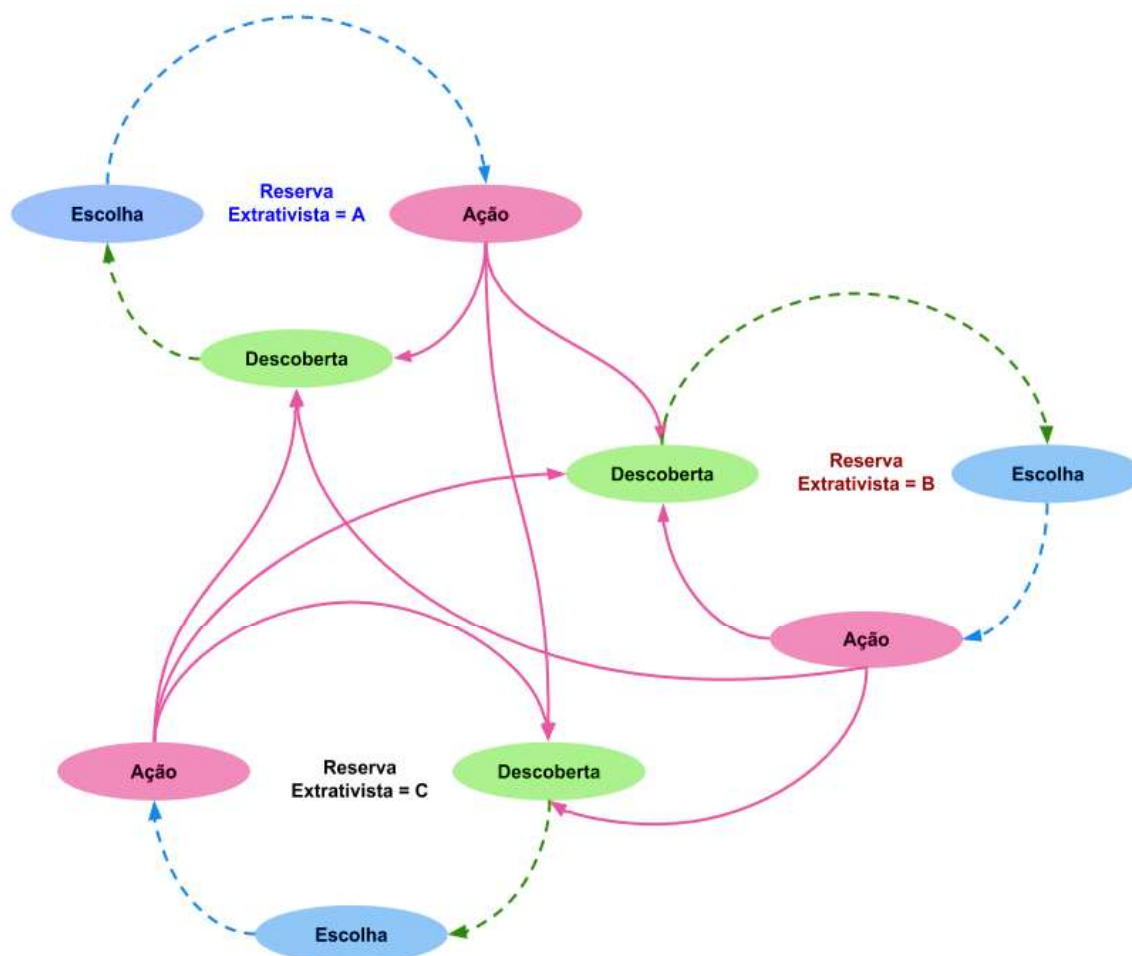 Escolha
Reserva
Extrativista = A
Ação
Descoberta
Descoberta
Reserva
Extrativista = B
Escolha
Ação
Ação
Reserva
Extrativista = C
Descoberta
Escolha